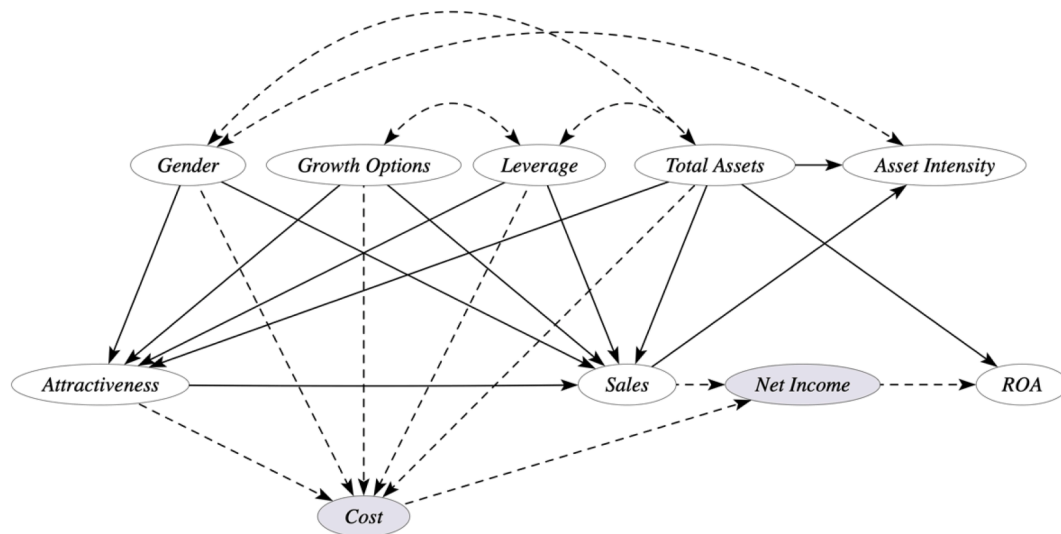 Gender
Growth Options
Leverage
Total Assets
Asset Intensity
Attractiveness
Sales
Net Income
ROA
Cost